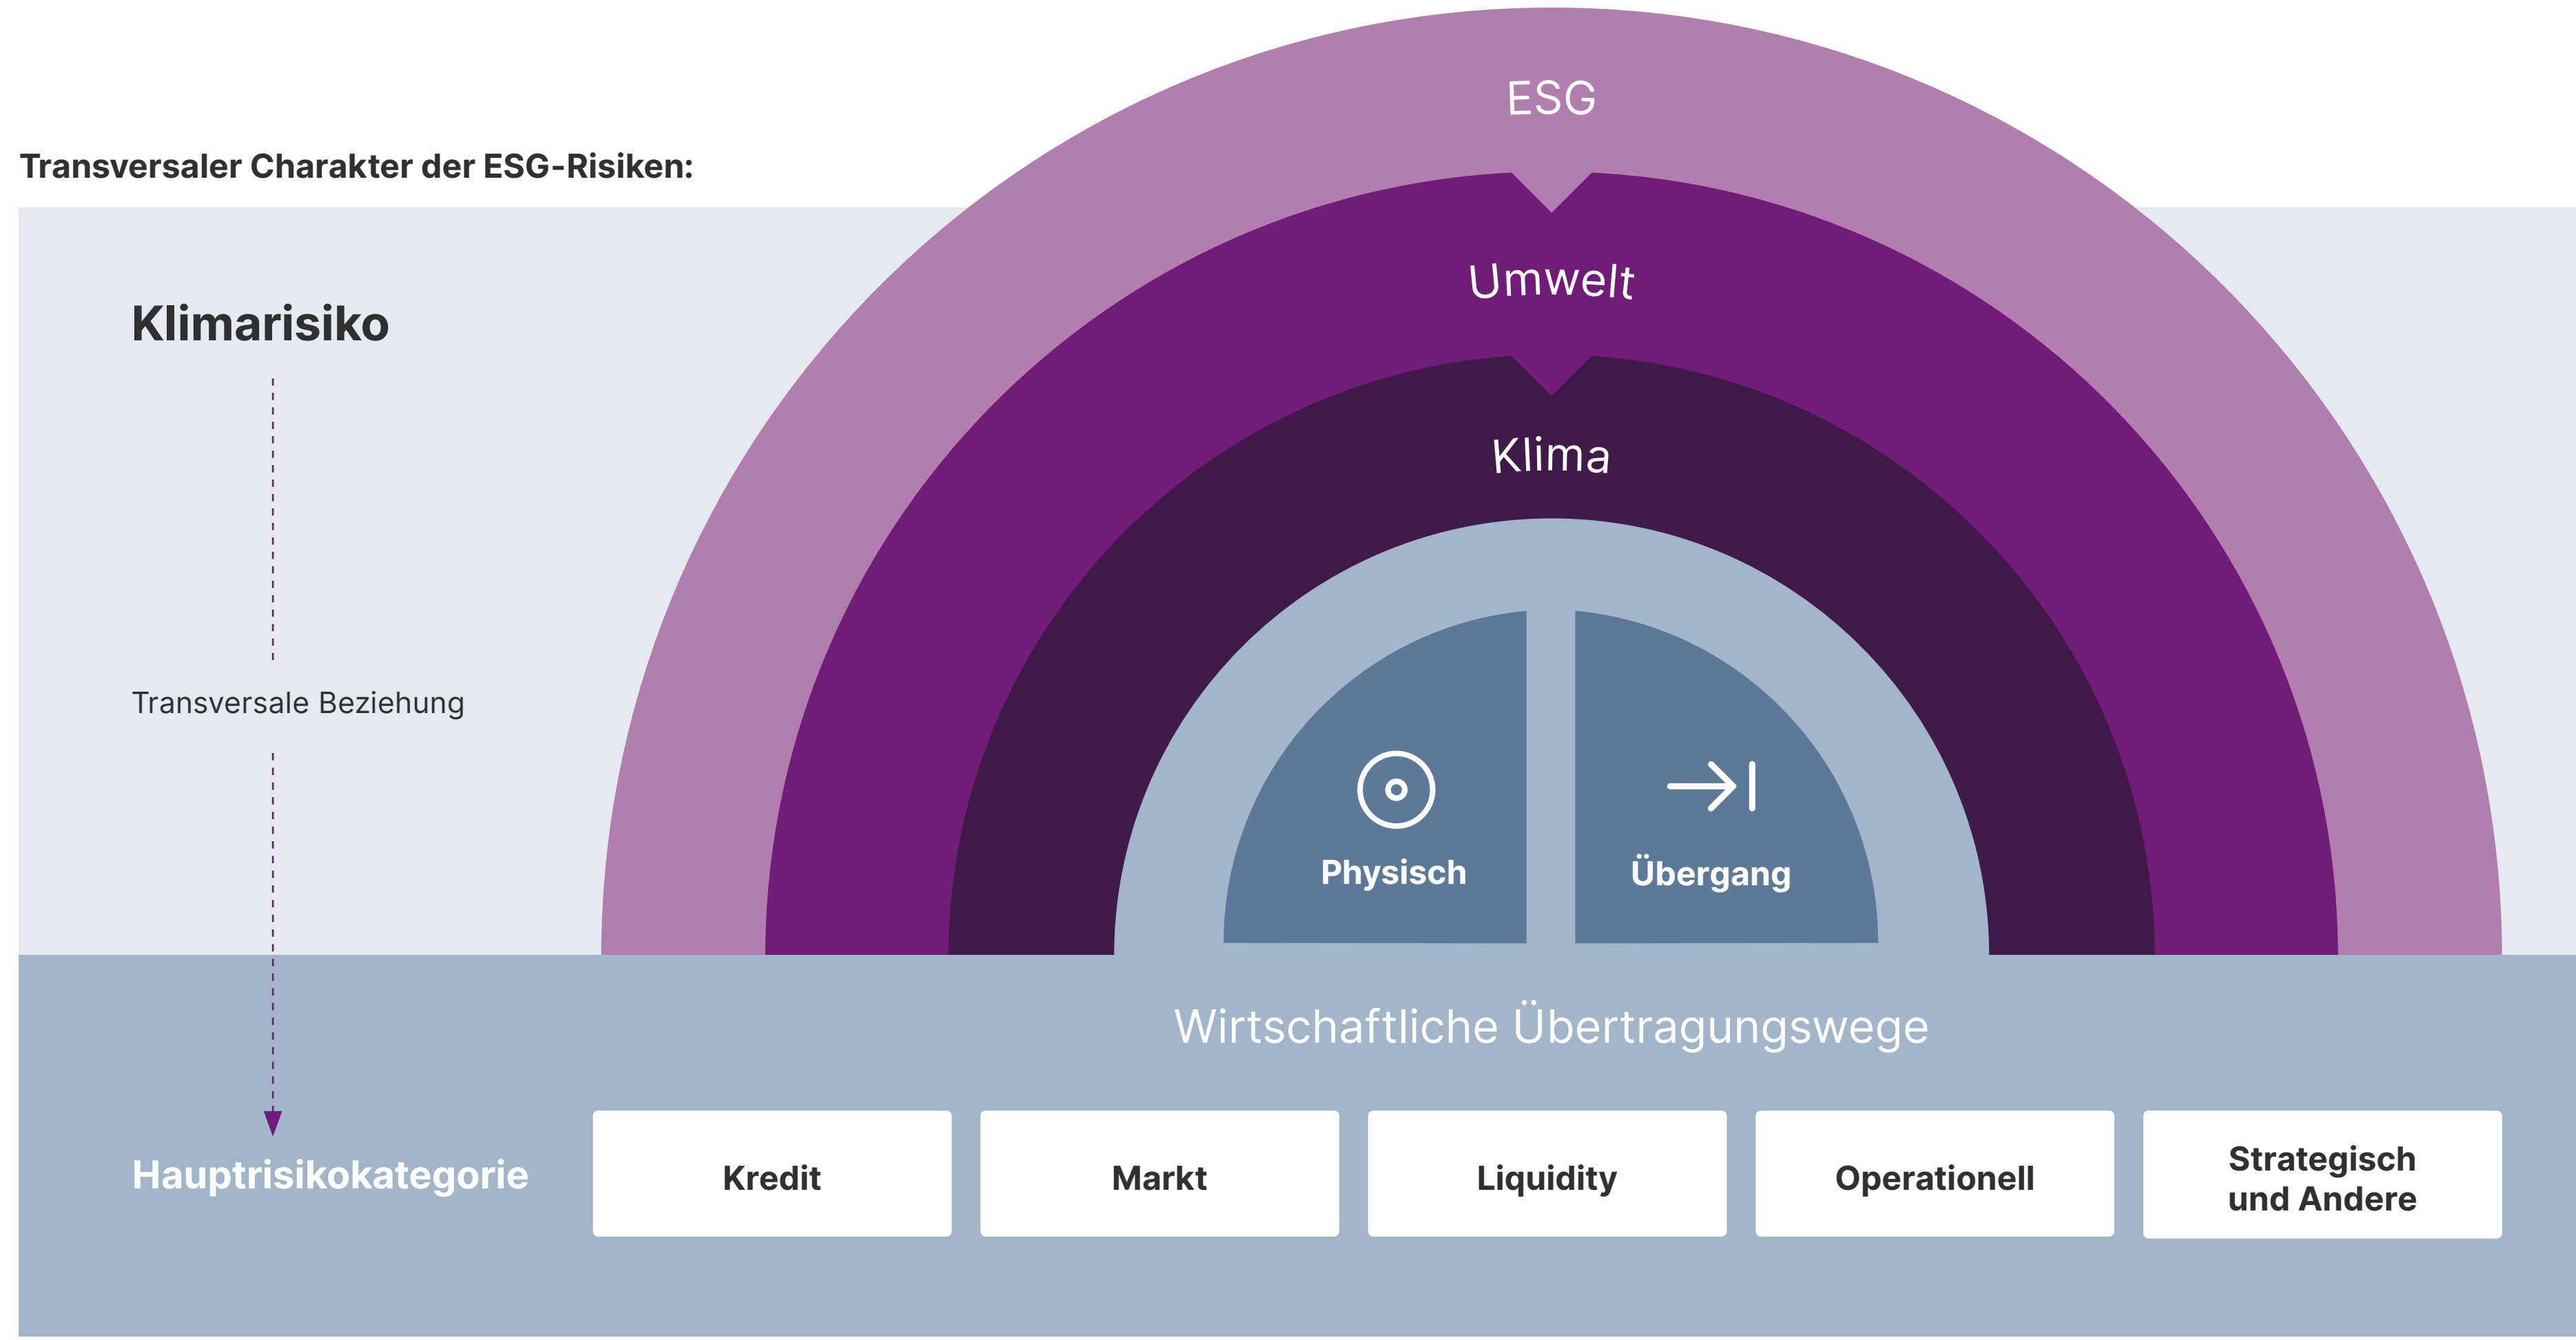 Transversaler Charakter der ESG-Risiken:
ESG
Umwelt
Klima
Klimarisiko
Transversale Beziehung
Physisch
Übergang
Wirtschaftliche Übertragungswege
Hauptrisikokategorie
Kredit
Markt
Liquidity
Operationell
Strategisch
und Andere